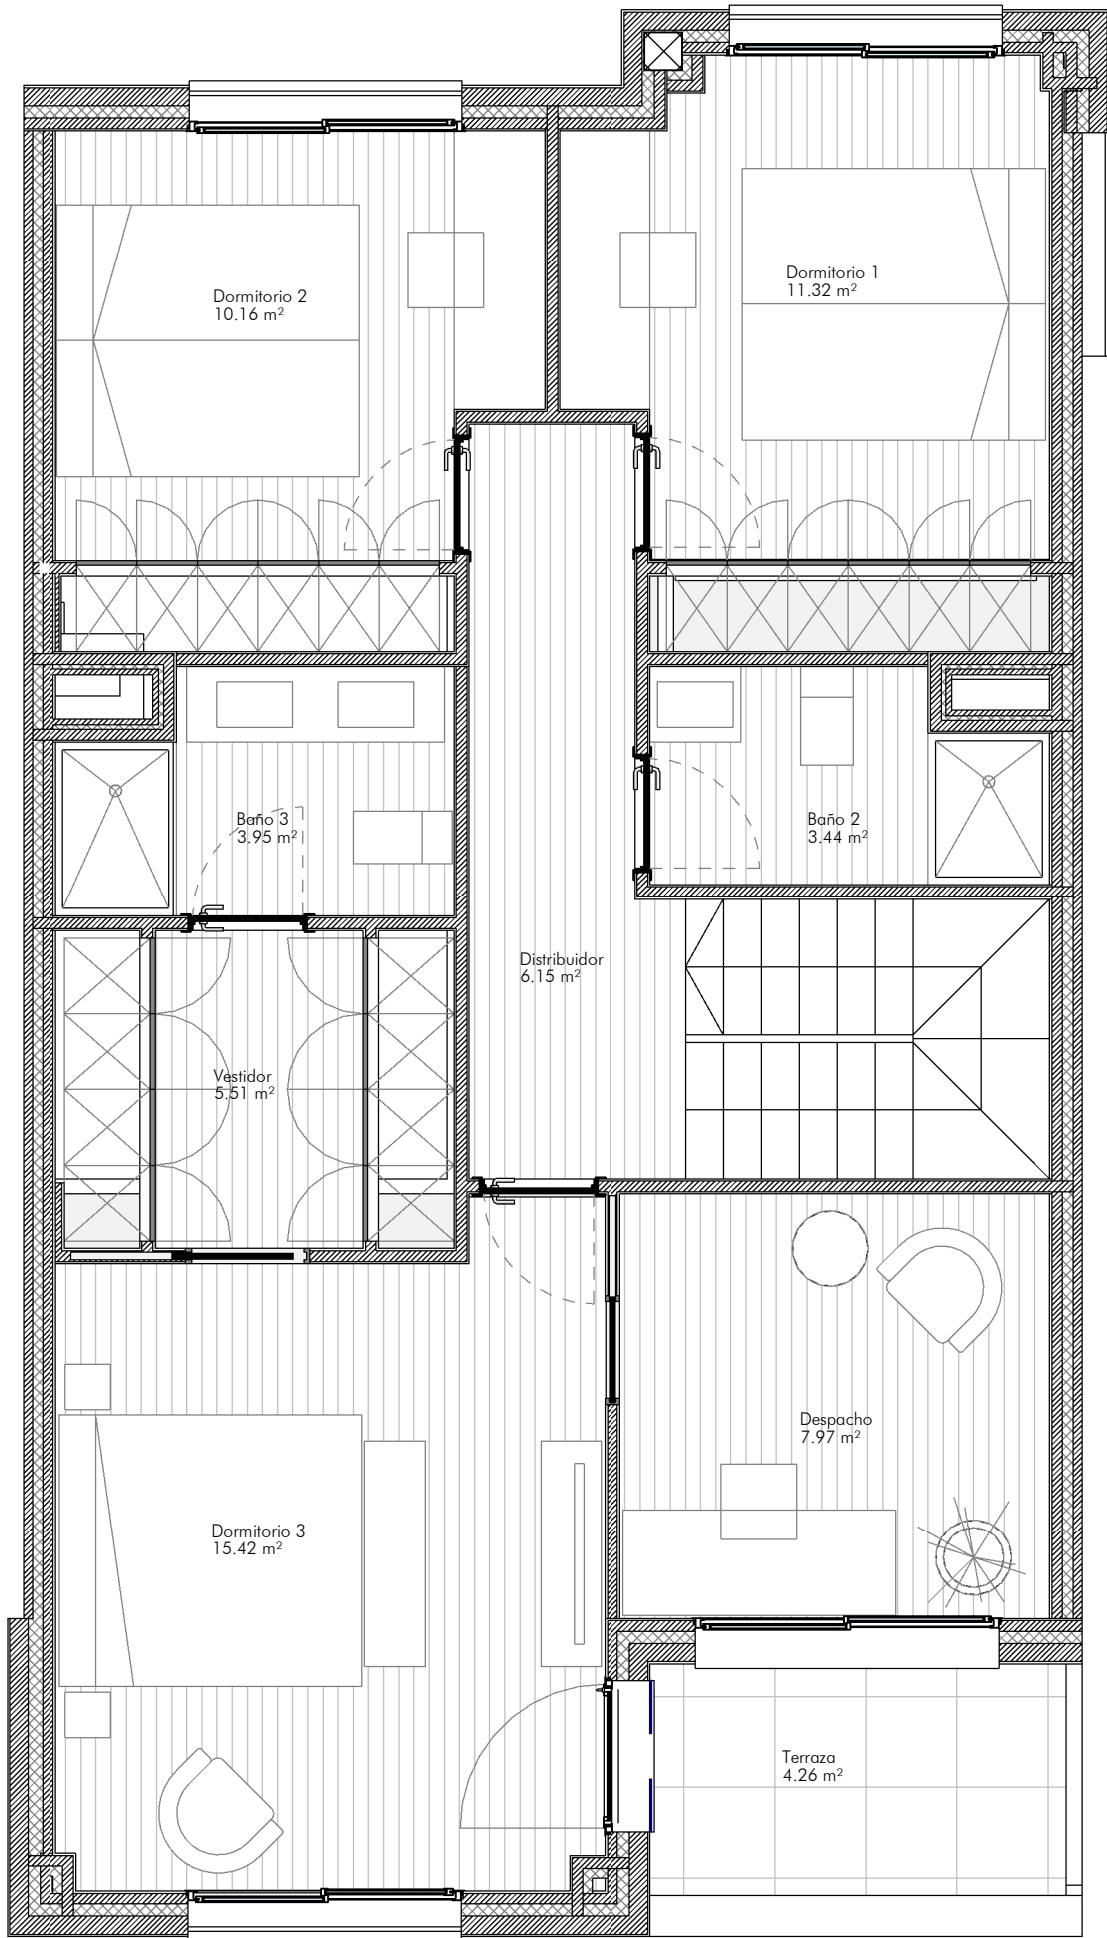 Dormitorio 1
11.32 m²
Dormitorio 2
10.16 m²
Baño 3
3.95 m²
Baño 2
3.44 m²
Distribuidor
6.15 m²
Vestidor
5.51 m²
Despacho
7.97 m²
Dormitorio 3
15.42 m²
Terraza
4.26 m²